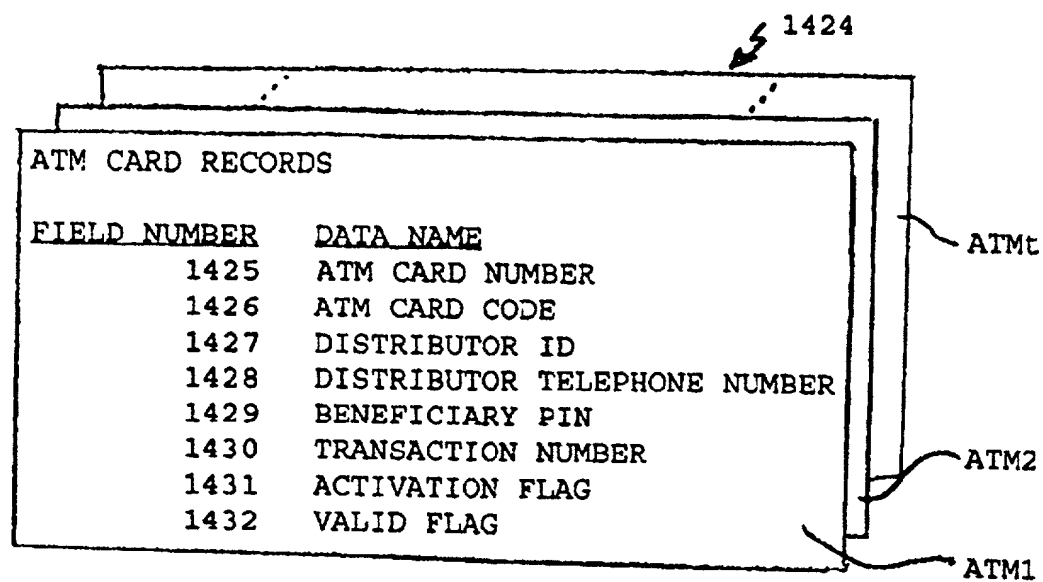 1424
ATM CARD RECORDS
FIELD NUMBER DATA NAME
1425 ATM CARD NUMBER
1426 ATM CARD CODE
1427 DISTRIBUTOR ID
1428 DISTRIBUTOR TELEPHONE NUMBER
1429 BENEFICIARY PIN
1430 TRANSACTION NUMBER
1431 ACTIVATION FLAG
1432 VALID FLAG
ATMt
ATM2
ATM1